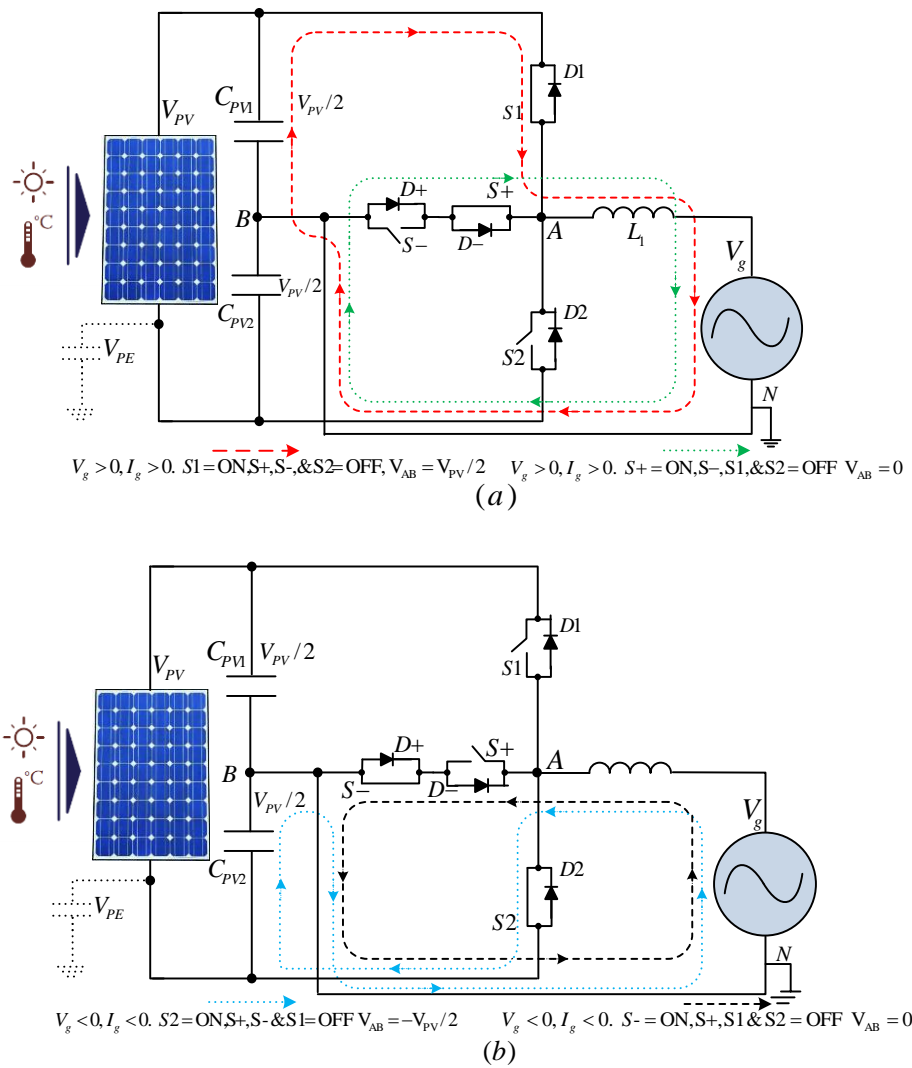 D1
C_PV1
V_PV/2
V_PV
S1
°C
D+
S+
B
S−
D−
A
L_1
V_g
V_PV/2
C_PV2
D2
S2
V_PE
N
V_g > 0, I_g > 0. S1=ON,S+,S-,&S2=OFF, V_AB = V_PV/2
V_g > 0, I_g > 0. S+=ON,S−,S1,&S2=OFF V_AB = 0
(a)
D1
C_PV1
V_PV/2
S1
V_PV
°C
D+
S+
B
A
S−
D−
V_PV/2
V_g
C_PV2
D2
V_PE
S2
N
V_g < 0, I_g < 0. S2=ON,S+,S-&S1=OFF V_AB = −V_PV/2
V_g < 0, I_g < 0. S-=ON,S+,S1&S2=OFF V_AB = 0
(b)